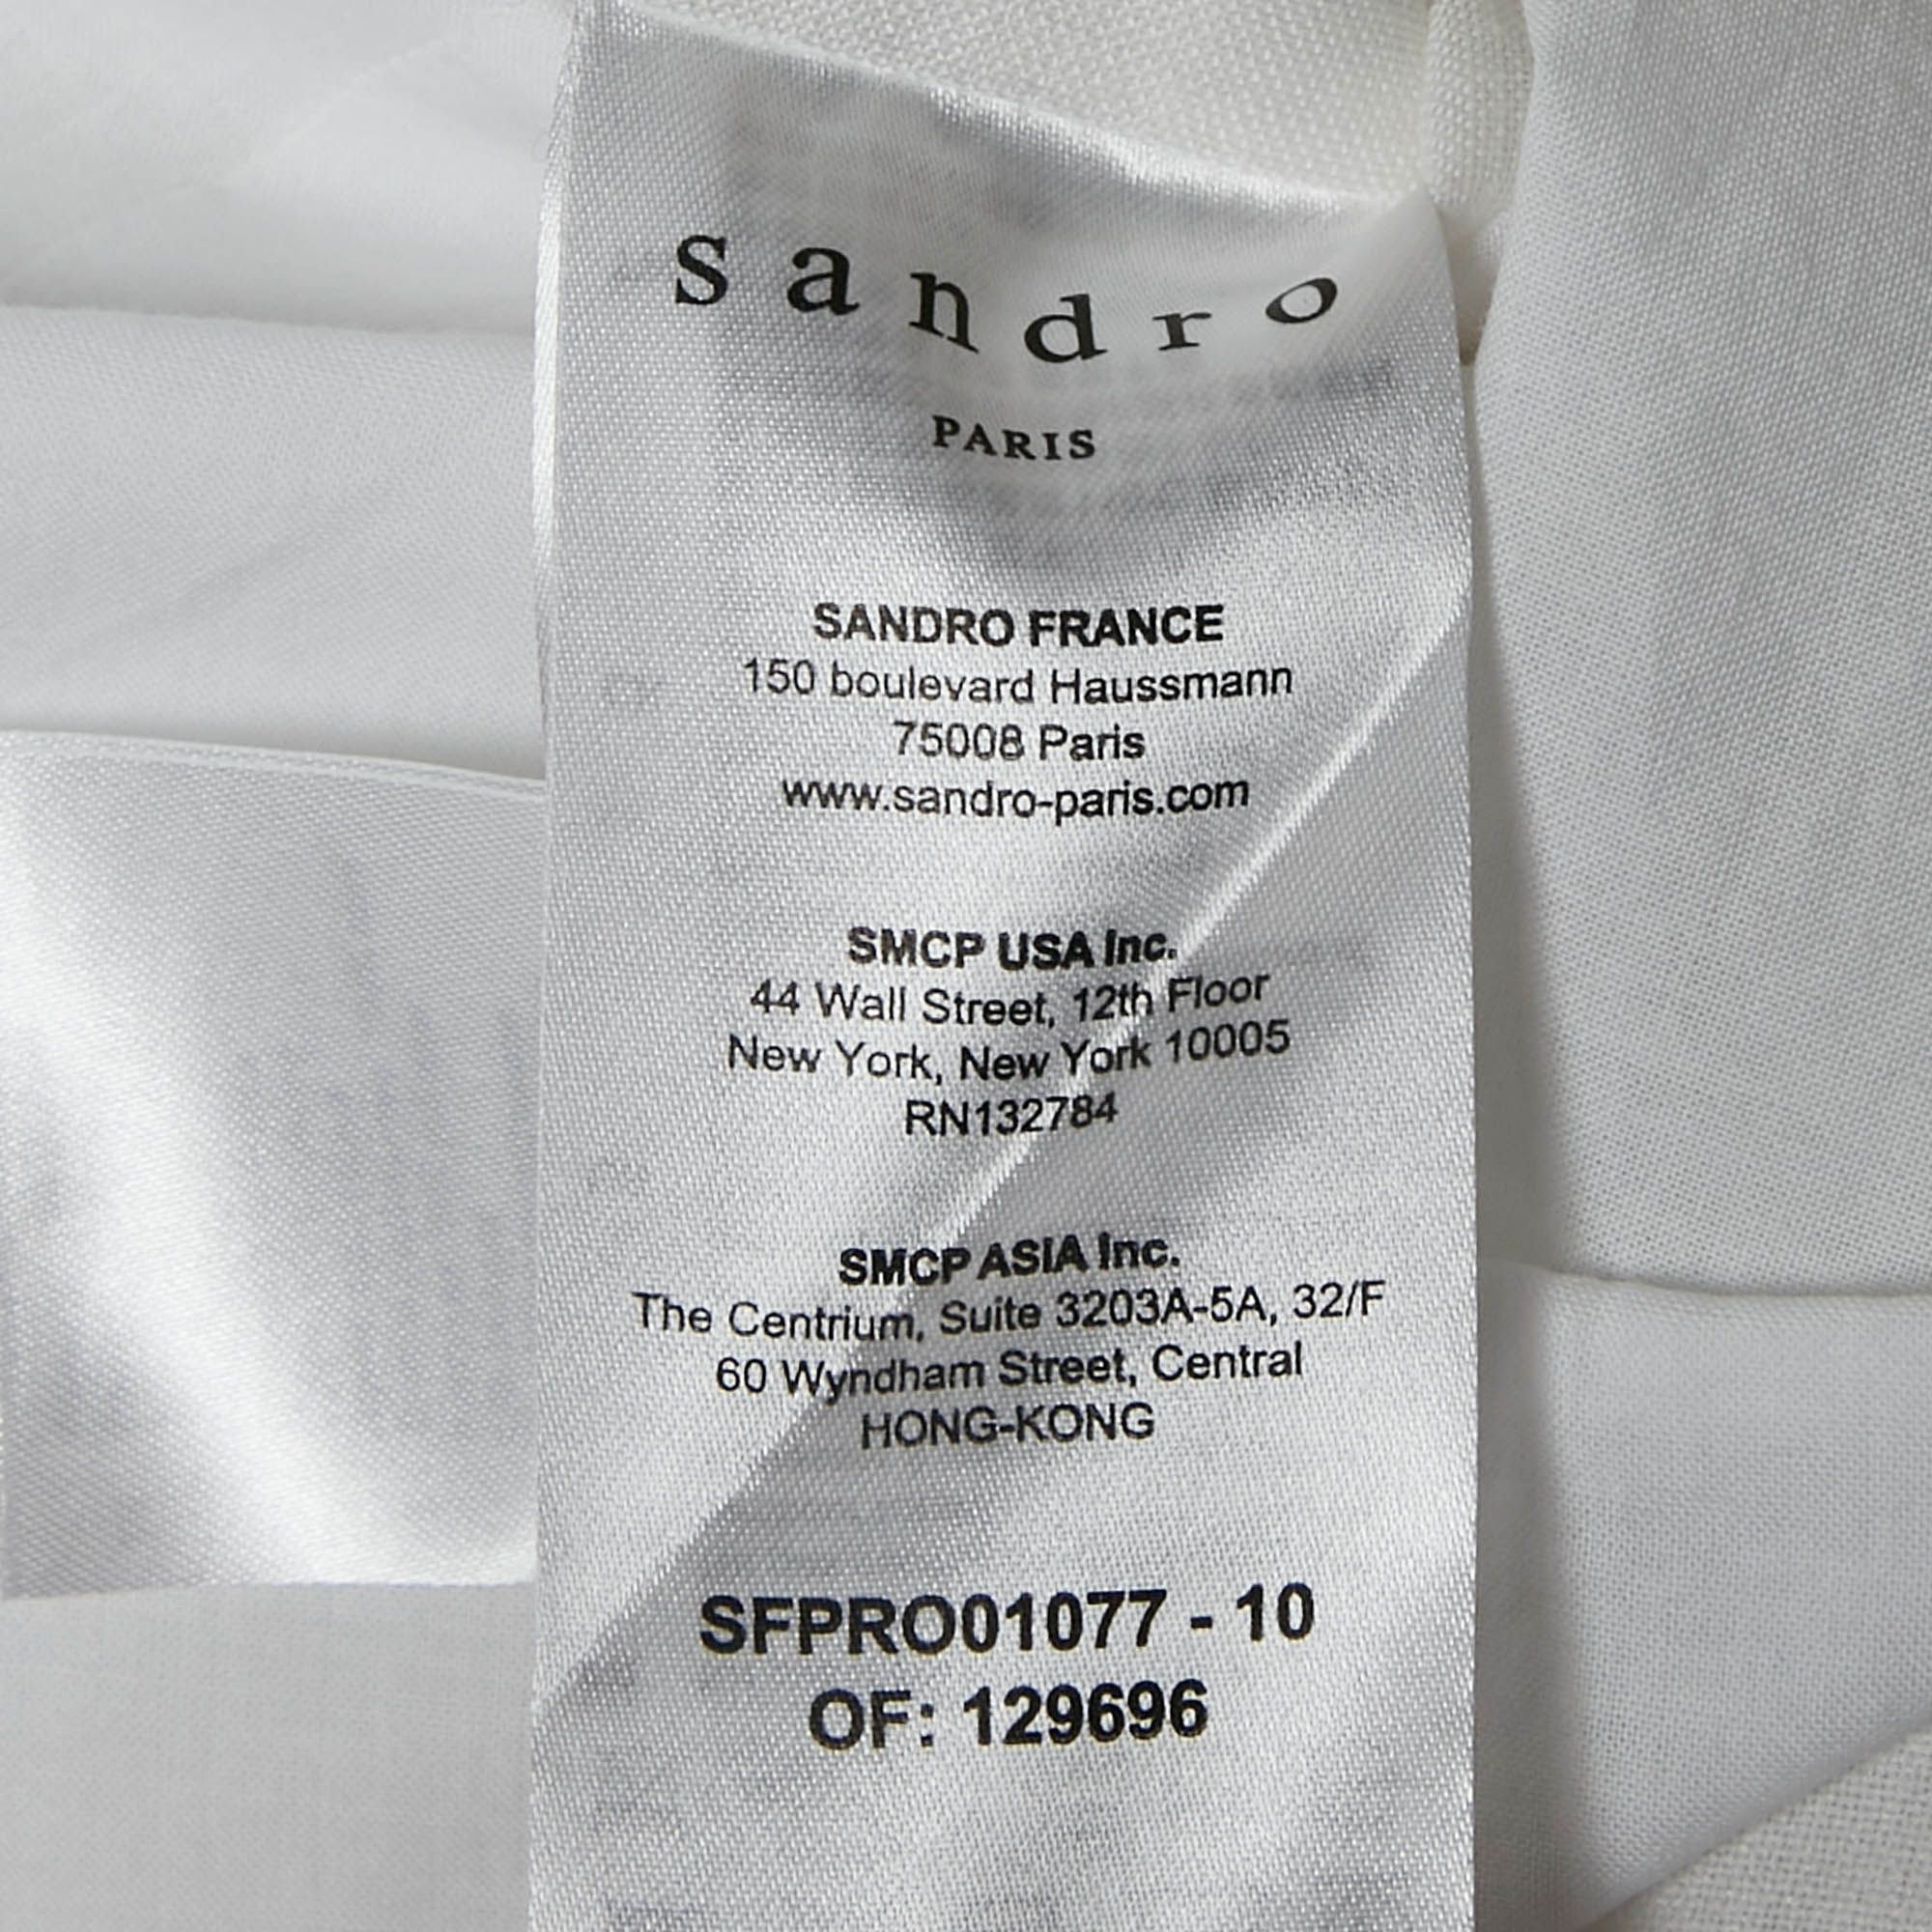 sandro
PARIS
SANDRO FRANCE
150 boulevard Haussmann
75008 Paris
www.sandro-paris.com
SMCP USA Inc.
44 Wall Street, 12th Floor
New York, New York 10005
RN132784
SMCP ASIA Inc.
The Centrium, Suite 3203A-5A, 32/F
60 Wyndham Street, Central
HONG-KONG
SFPRO01077 - 10
OF: 129696